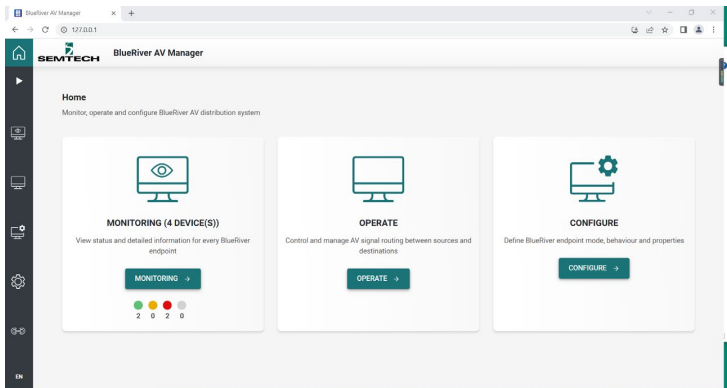 BlueRiver AV Manager
127.0.0.1
SEMTECH
BlueRiver AV Manager
Home
Monitor, operate and configure BlueRiver AV distribution system
MONITORING (4 DEVICE(S))
View status and detailed information for every BlueRiver
endpoint
MONITORING →
2 0 2 0
OPERATE
Control and manage AV signal routing between sources and
destinations
OPERATE →
CONFIGURE
Define BlueRiver endpoint mode, behaviour and properties
CONFIGURE →
EN